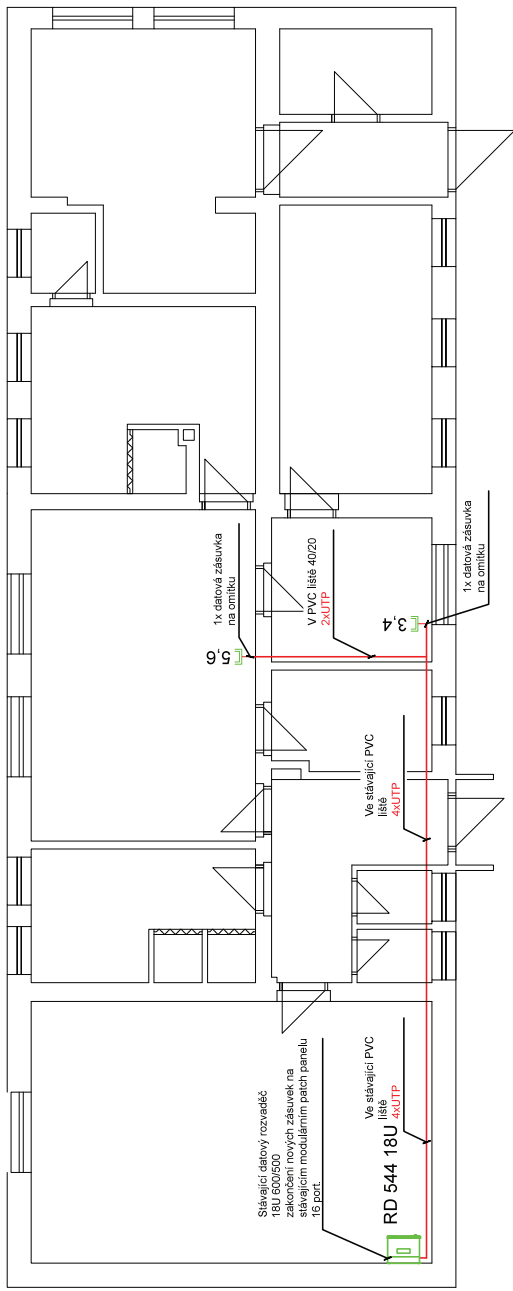 1x datová zásuvka
na omítku
5,6
V PVC liště 40/20
2xUTP
3,4
1x datová zásuvka
na omítku
Ve stávající PVC
liště
4xUTP
Stávající datový rozvaděč
18U 600/500
zakončení nových zásuvek na
stávajícím modulárním patch panelu
16 port.
Ve stávající PVC
liště
4xUTP
RD 544 18U